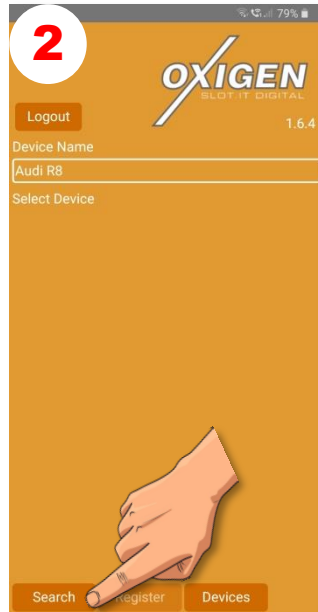 79%
2
OXIGEN
SLOT·IT DIGITAL
Logout
1.6.4
Device Name
Audi R8
Select Device
Search Register Devices